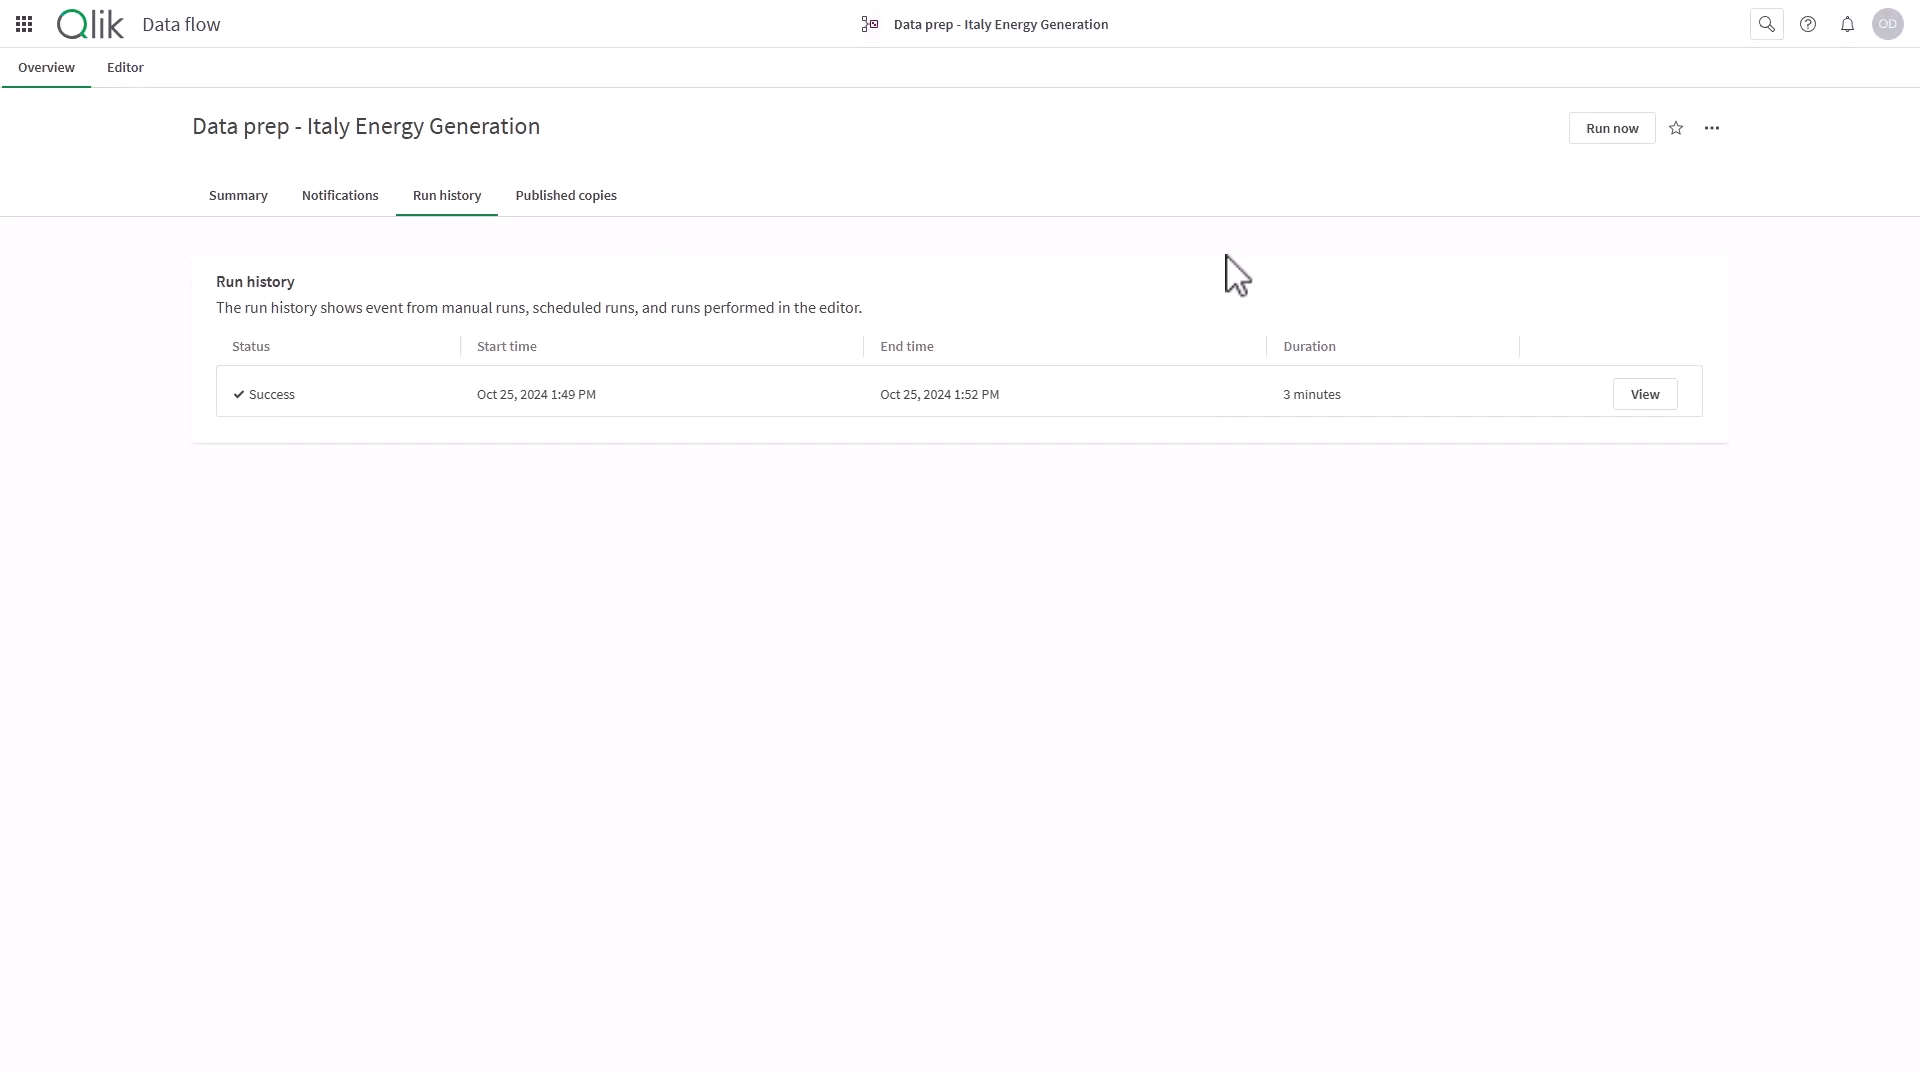 Qlik Data flow
Data prep - Italy Energy Generation
OD
Overview Editor
Data prep - Italy Energy Generation
Run now
Summary Notifications Run history Published copies
Run history
The run history shows event from manual runs, scheduled runs, and runs performed in the editor.
Status Start time End time Duration
Success Oct 25, 2024 1:49 PM Oct 25, 2024 1:52 PM 3 minutes View